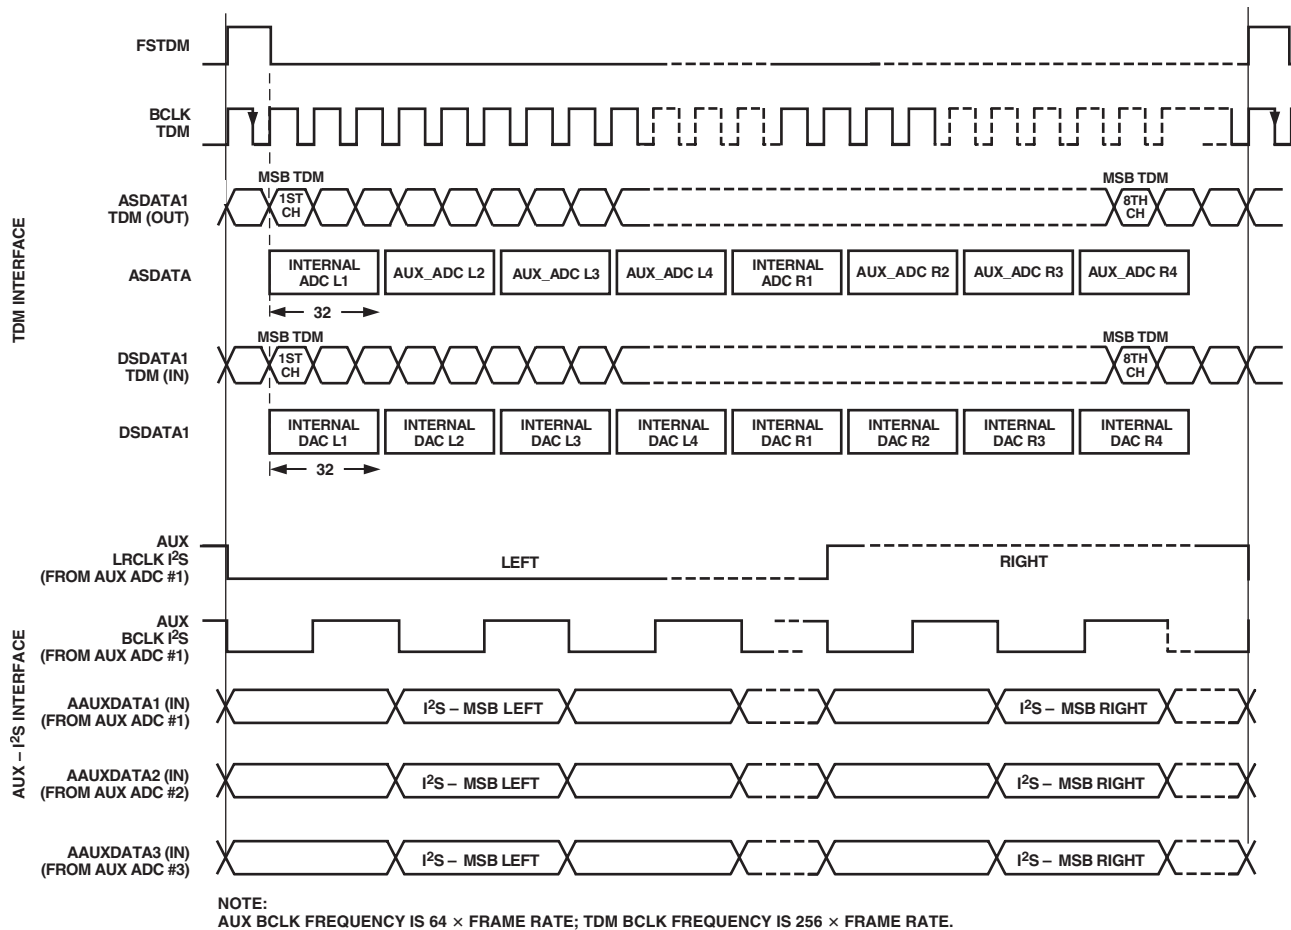 FSTDM
BCLK
TDM
TDM INTERFACE
MSB TDM
MSB TDM
ASDATA1
TDM (OUT)
1ST
CH
8TH
CH
ASDATA
INTERNAL
ADC L1
AUX_ADC L2
AUX_ADC L3
AUX_ADC L4
INTERNAL
ADC R1
AUX_ADC R2
AUX_ADC R3
AUX_ADC R4
32
MSB TDM
MSB TDM
DSDATA1
TDM (IN)
1ST
CH
8TH
CH
DSDATA1
INTERNAL
DAC L1
INTERNAL
DAC L2
INTERNAL
DAC L3
INTERNAL
DAC L4
INTERNAL
DAC R1
INTERNAL
DAC R2
INTERNAL
DAC R3
INTERNAL
DAC R4
32
AUX – I²S INTERFACE
AUX
LRCLK I²S
(FROM AUX ADC #1)
LEFT
RIGHT
AUX
BCLK I²S
(FROM AUX ADC #1)
AAUXDATA1 (IN)
(FROM AUX ADC #1)
I²S – MSB LEFT
I²S – MSB RIGHT
AAUXDATA2 (IN)
(FROM AUX ADC #2)
I²S – MSB LEFT
I²S – MSB RIGHT
AAUXDATA3 (IN)
(FROM AUX ADC #3)
I²S – MSB LEFT
I²S – MSB RIGHT
NOTE:
AUX BCLK FREQUENCY IS 64 × FRAME RATE; TDM BCLK FREQUENCY IS 256 × FRAME RATE.